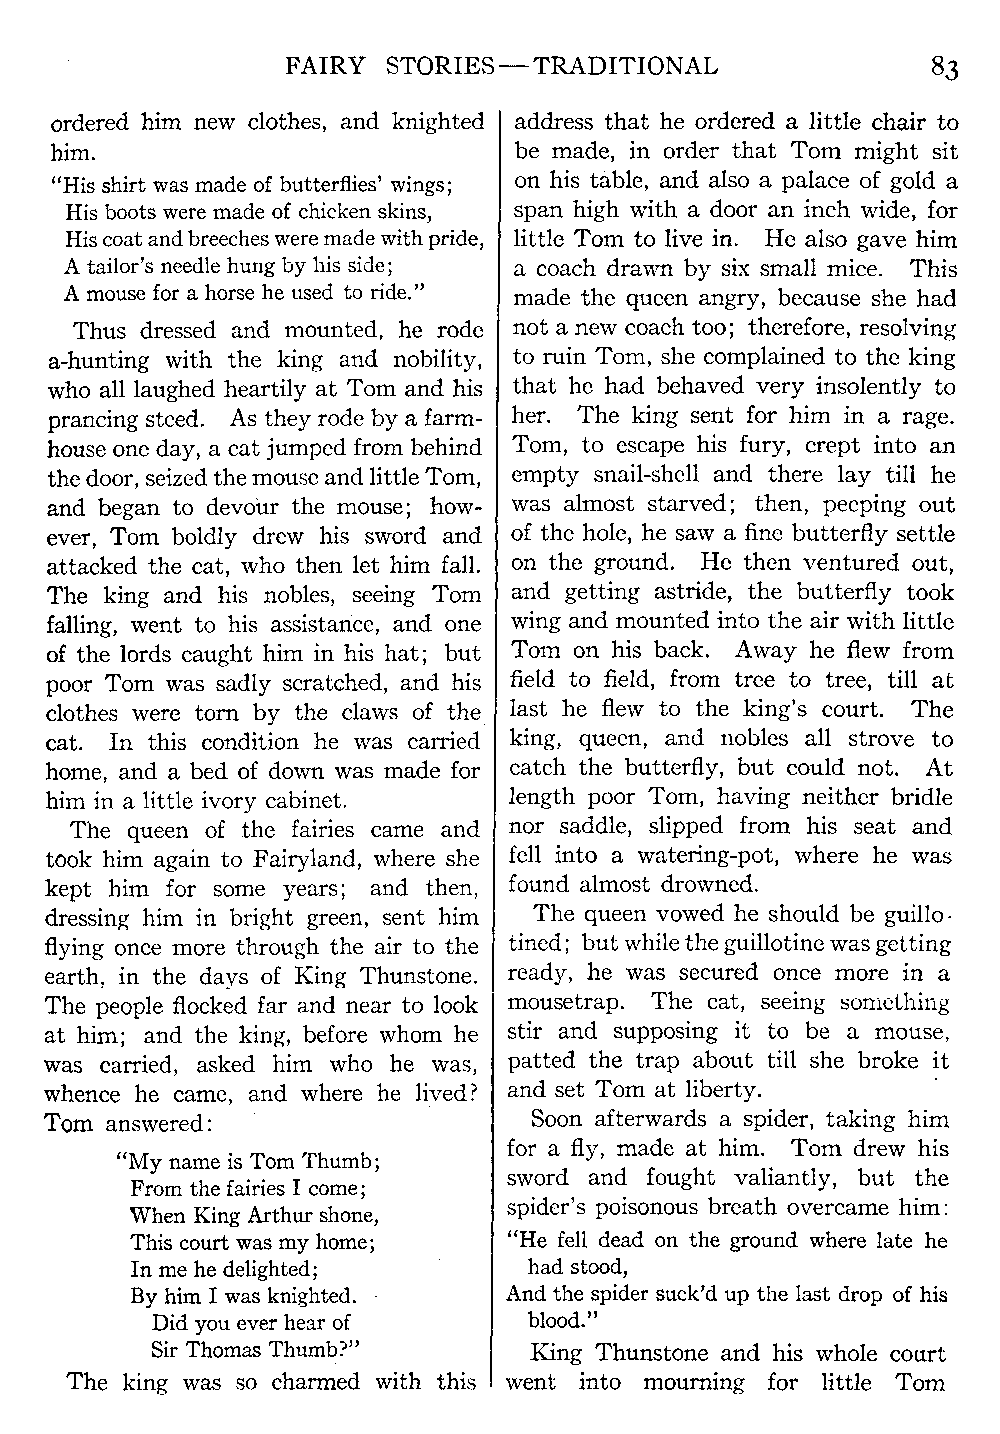 FAIRY STORIES—TRADITIONAL 83
ordered him new clothes, and knighted
him.
“His shirt was made of butterflies’ wings;
His boots were made of chicken skins,
His coat and breeches were made with pride,
A tailor’s needle hung by his side;
A mouse for a horse he used to ride.”
Thus dressed and mounted, he rode
a-hunting with the king and nobility,
who all laughed heartily at Tom and his
prancing steed. As they rode by a farm-
house one day, a cat jumped from behind
the door, seized the mouse and little Tom,
and began to devour the mouse; how-
ever, Tom boldly drew his sword and
attacked the cat, who then let him fall.
The king and his nobles, seeing Tom
falling, went to his assistance, and one
of the lords caught him in his hat; but
poor Tom was sadly scratched, and his
clothes were torn by the claws of the
cat. In this condition he was carried
home, and a bed of down was made for
him in a little ivory cabinet.
The queen of the fairies came and
took him again to Fairyland, where she
kept him for some years; and then,
dressing him in bright green, sent him
flying once more through the air to the
earth, in the days of King Thunstone.
The people flocked far and near to look
at him; and the king, before whom he
was carried, asked him who he was,
whence he came, and where he lived?
Tom answered:
“My name is Tom Thumb;
From the fairies I come;
When King Arthur shone,
This court was my home;
In me he delighted;
By him I was knighted.
Did you ever hear of
Sir Thomas Thumb?”
The king was so charmed with this
address that he ordered a little chair to
be made, in order that Tom might sit
on his table, and also a palace of gold a
span high with a door an inch wide, for
little Tom to live in. He also gave him
a coach drawn by six small mice. This
made the queen angry, because she had
not a new coach too; therefore, resolving
to ruin Tom, she complained to the king
that he had behaved very insolently to
her. The king sent for him in a rage.
Tom, to escape his fury, crept into an
empty snail-shell and there lay till he
was almost starved; then, peeping out
of the hole, he saw a fine butterfly settle
on the ground. He then ventured out,
and getting astride, the butterfly took
wing and mounted into the air with little
Tom on his back. Away he flew from
field to field, from tree to tree, till at
last he flew to the king’s court. The
king, queen, and nobles all strove to
catch the butterfly, but could not. At
length poor Tom, having neither bridle
nor saddle, slipped from his seat and
fell into a watering-pot, where he was
found almost drowned.
The queen vowed he should be guillo-
tined; but while the guillotine was getting
ready, he was secured once more in a
mousetrap. The cat, seeing something
stir and supposing it to be a mouse,
patted the trap about till she broke it
and set Tom at liberty.
Soon afterwards a spider, taking him
for a fly, made at him. Tom drew his
sword and fought valiantly, but the
spider’s poisonous breath overcame him:
“He fell dead on the ground where late he
had stood,
And the spider suck’d up the last drop of his
blood.”
King Thunstone and his whole court
went into mourning for little Tom